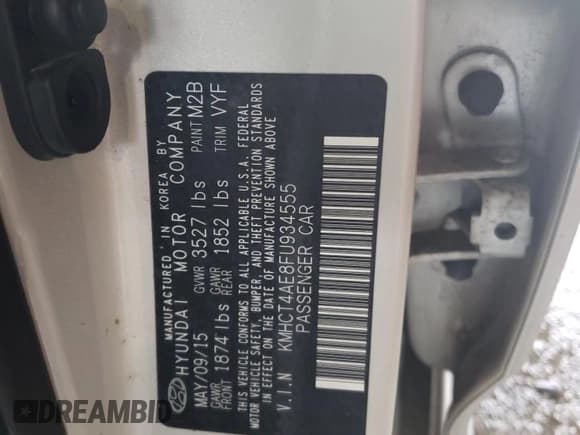 MANUFACTURED IN KOREA BY
HYUNDAI MOTOR COMPANY
MAY/09/15 GVWR 3527 lbs PAINT M2B
GAWR FRONT 1874 lbs GAWR REAR 1852 lbs TRIM VYF
THIS VEHICLE CONFORMS TO ALL APPLICABLE U.S.A. FEDERAL
MOTOR VEHICLE SAFETY, BUMPER, AND THEFT PREVENTION STANDARDS
IN EFFECT ON THE DATE OF MANUFACTURE SHOWN ABOVE
V.I.N KMHCT4AE8FU934555
PASSENGER CAR
DREAMBID